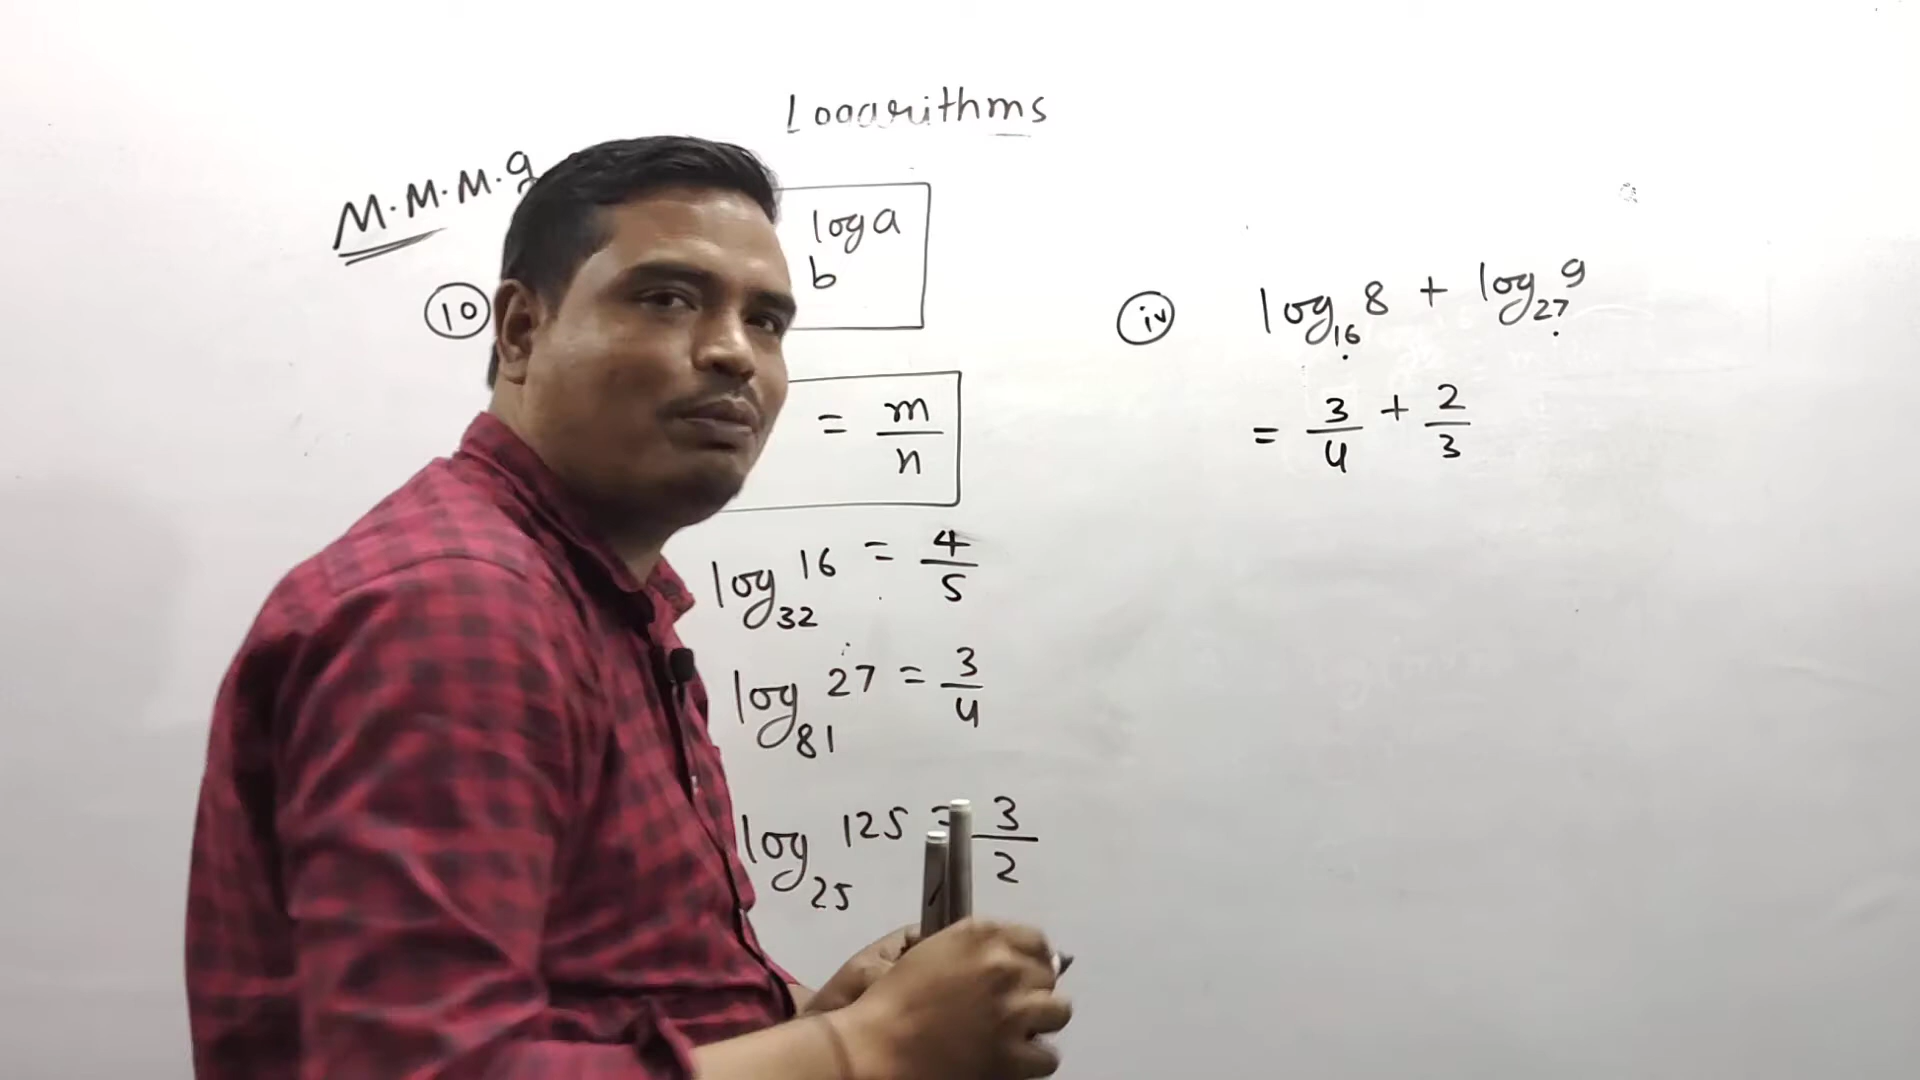 Logarithms
M.M.M.g
10
log a
b
= m/n
log₃₂ 16 = 4/5
log₈₁ 27 = 3/4
log₂₅ 125 = 3/2
iv log₁₆ 8 + log₂₇ 9
= 3/4 + 2/3